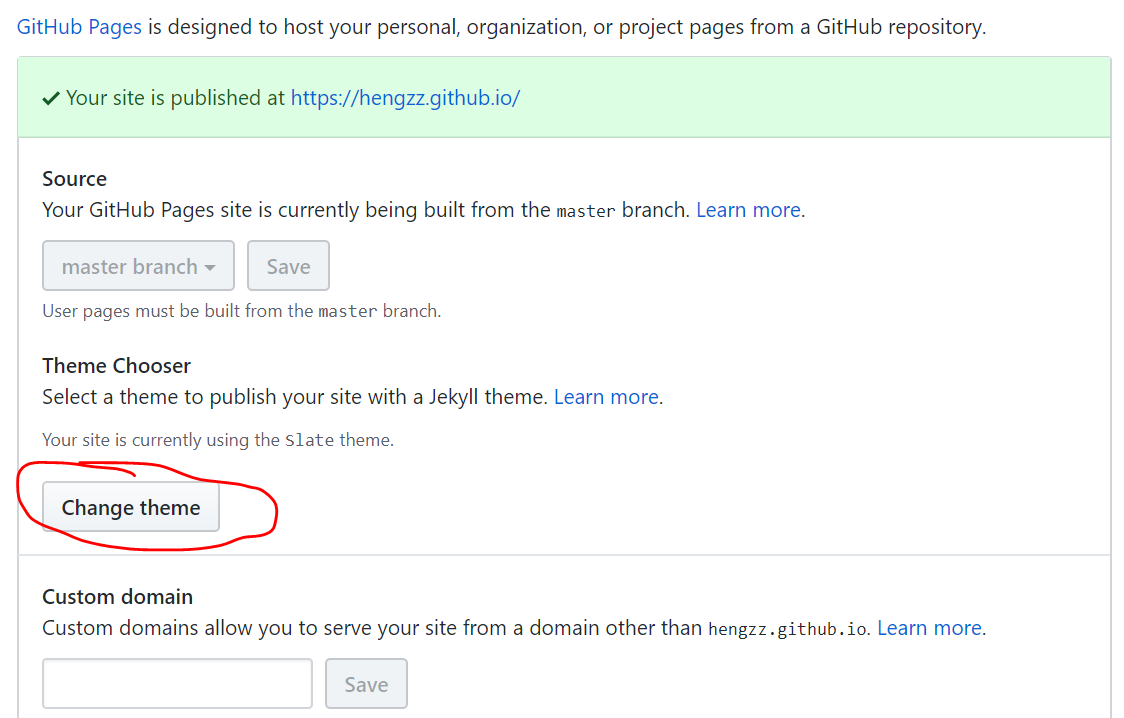 GitHub Pages is designed to host your personal, organization, or project pages from a GitHub repository.
Your site is published at https://hengzz.github.io/
Source
Your GitHub Pages site is currently being built from the master branch. Learn more.
master branch Save
User pages must be built from the master branch.
Theme Chooser
Select a theme to publish your site with a Jekyll theme. Learn more.
Your site is currently using the Slate theme.
Change theme
Custom domain
Custom domains allow you to serve your site from a domain other than hengzz.github.io. Learn more.
Save